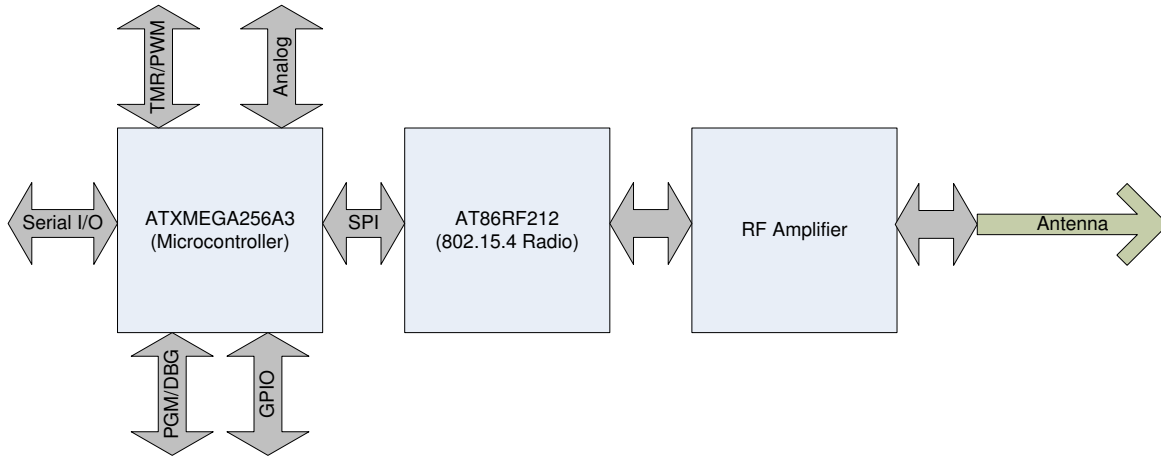 TMR/PWM
Analog
Serial I/O
ATXMEGA256A3
(Microcontroller)
SPI
AT86RF212
(802.15.4 Radio)
RF Amplifier
Antenna
PGM/DBG
GPIO